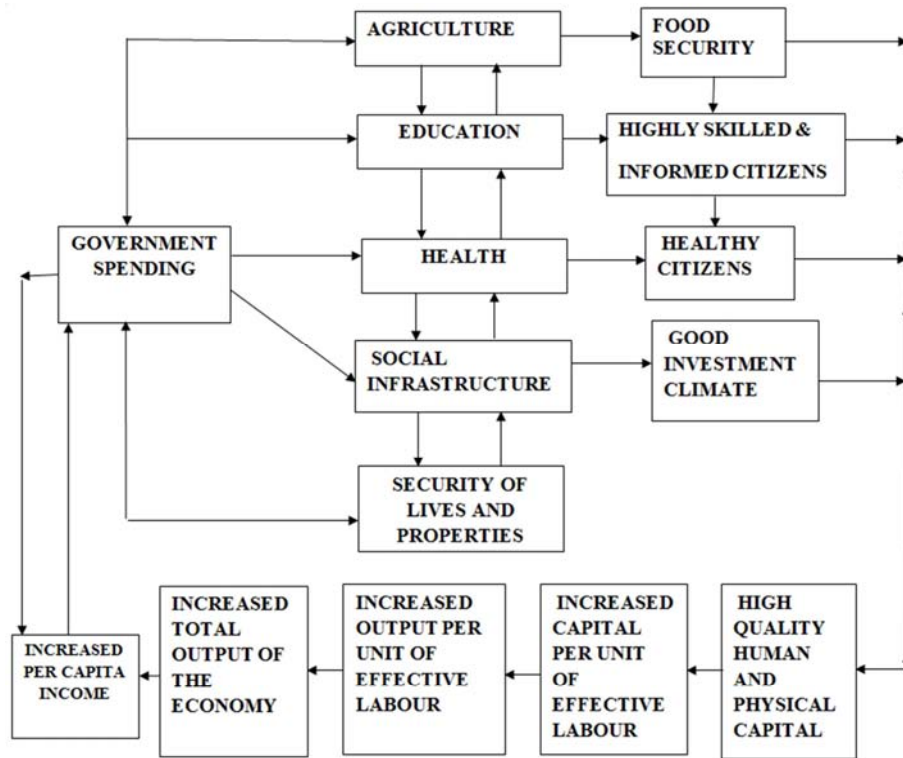 AGRICULTURE
FOOD
SECURITY
EDUCATION
HIGHLY SKILLED &
INFORMED CITIZENS
GOVERNMENT
SPENDING
HEALTH
HEALTHY
CITIZENS
SOCIAL
INFRASTRUCTURE
GOOD
INVESTMENT
CLIMATE
SECURITY OF
LIVES AND
PROPERTIES
INCREASED
PER CAPITA
INCOME
INCREASED
TOTAL
OUTPUT OF
THE
ECONOMY
INCREASED
OUTPUT PER
UNIT OF
EFFECTIVE
LABOUR
INCREASED
CAPITAL
PER UNIT
OF
EFFECTIVE
LABOUR
HIGH
QUALITY
HUMAN
AND
PHYSICAL
CAPITAL